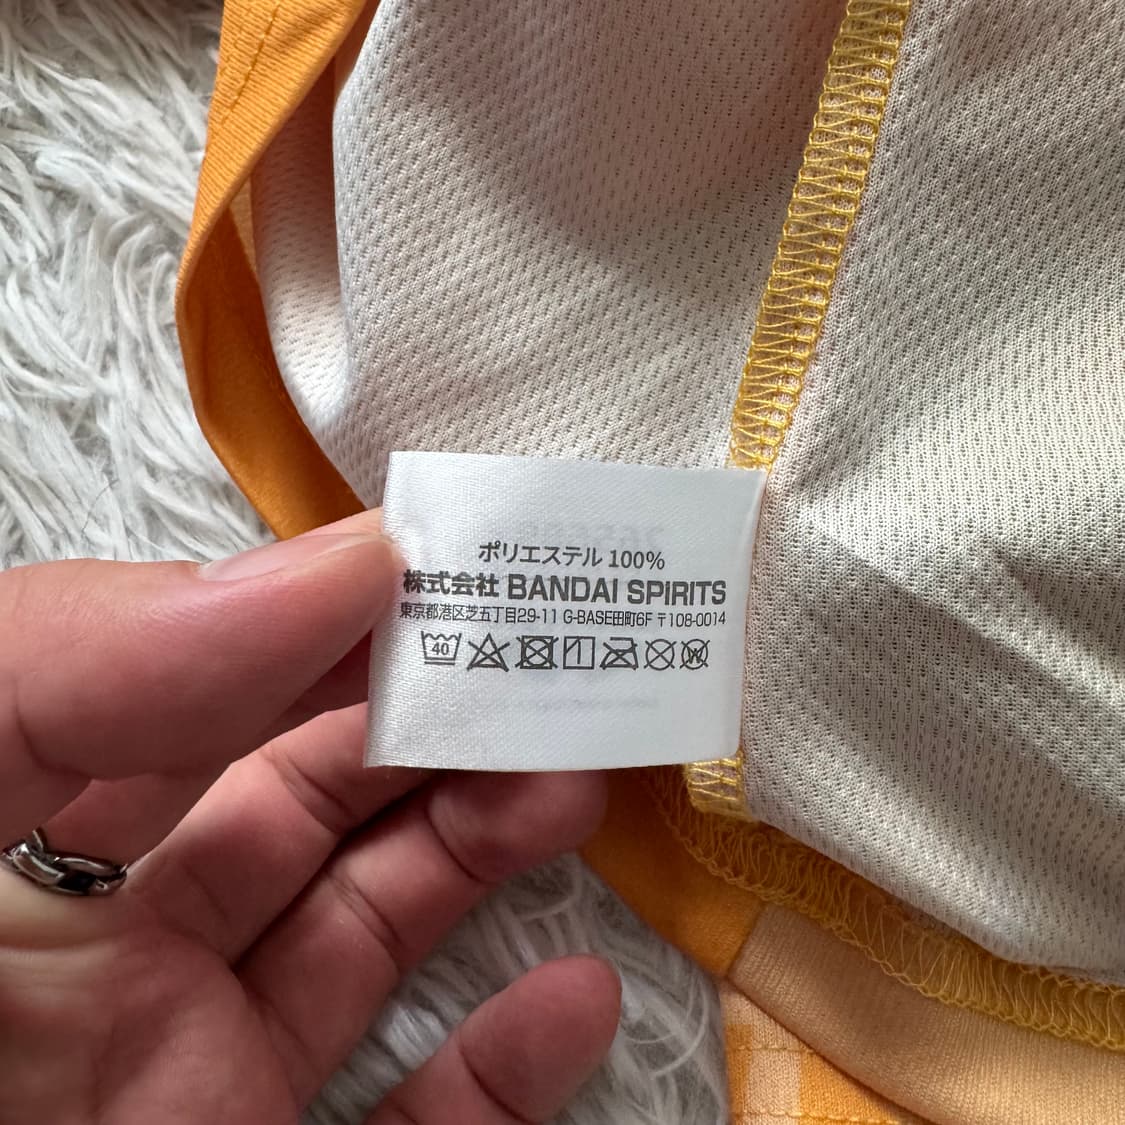 ポリエステル 100%
株式会社 BANDAI SPIRITS
東京都港区芝五丁目29-11 G-BASE田町6F 〒108-0014
40 W